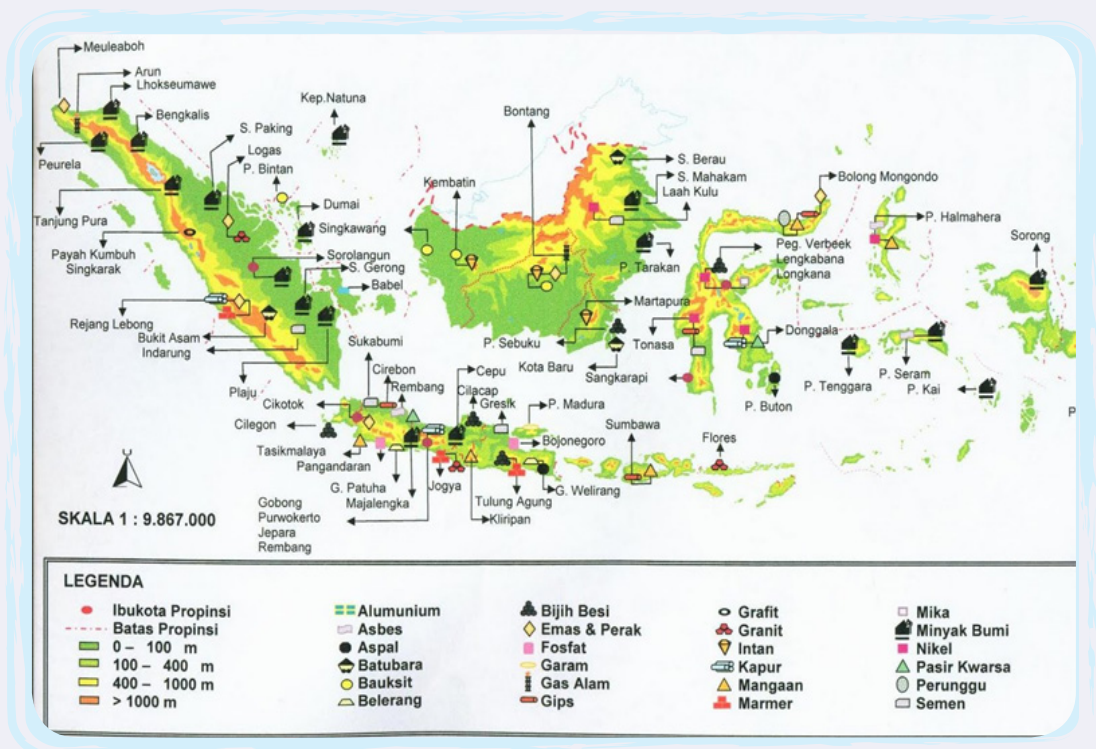 Meuleaboh
Arun
Lhokseumawe
Bengkalis
Kep.Natuna
S. Paking
Logas
P. Bintan
Peurela
Dumai
Tanjung Pura
Singkawang
Payah Kumbuh
Singkarak
Sorolangun
S. Gerong
Babel
Rejang Lebong
Bukit Asam
Indarung
Plaju
Bontang
Kembatin
S. Berau
S. Mahakam
Laah Kulu
P. Tarakan
Martapura
P. Sebuku
Kota Baru
Tonasa
Sangkarapi
Bolong Mongondo
P. Halmahera
Sorong
Peg. Verbeek
Lengkabana
Longkana
Donggala
P. Buton
P. Tenggara
P. Seram
P. Kai
P
Sukabumi
Cirebon
Rembang
Cepu
Cilacap
Gresik
P. Madura
Cikotok
Cilegon
Tasikmalaya
Pangandaran
G. Patuha
Majalengka
Jogya
Bojonegoro
Tulung Agung
G. Welirang
Kliripan
Sumbawa
Flores
Gobong
Purwokerto
Jepara
Rembang
SKALA 1 : 9.867.000
LEGENDA
Ibukota Propinsi
Batas Propinsi
0 – 100 m
100 – 400 m
400 – 1000 m
> 1000 m
Alumunium
Asbes
Aspal
Batubara
Bauksit
Belerang
Bijih Besi
Emas & Perak
Fosfat
Garam
Gas Alam
Gips
Grafit
Granit
Intan
Kapur
Mangaan
Marmer
Mika
Minyak Bumi
Nikel
Pasir Kwarsa
Perunggu
Semen